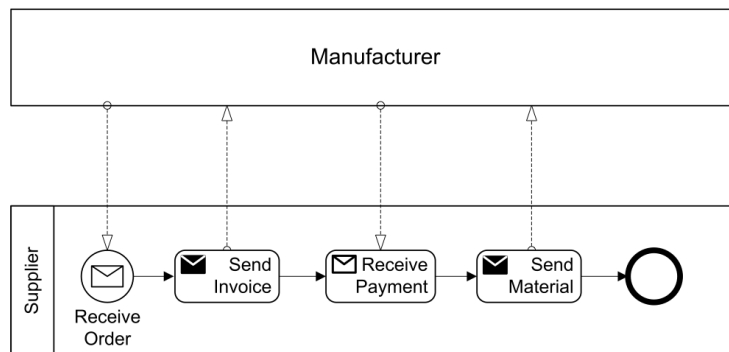 Manufacturer
Supplier
Receive
Order
Send
Invoice
Receive
Payment
Send
Material